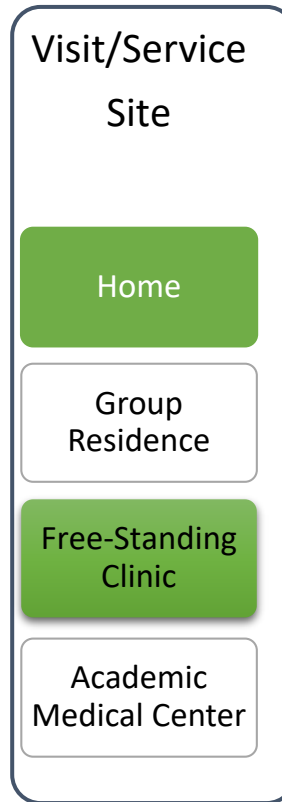 Visit/Service
Site
Home
Group
Residence
Free-Standing
Clinic
Academic
Medical Center